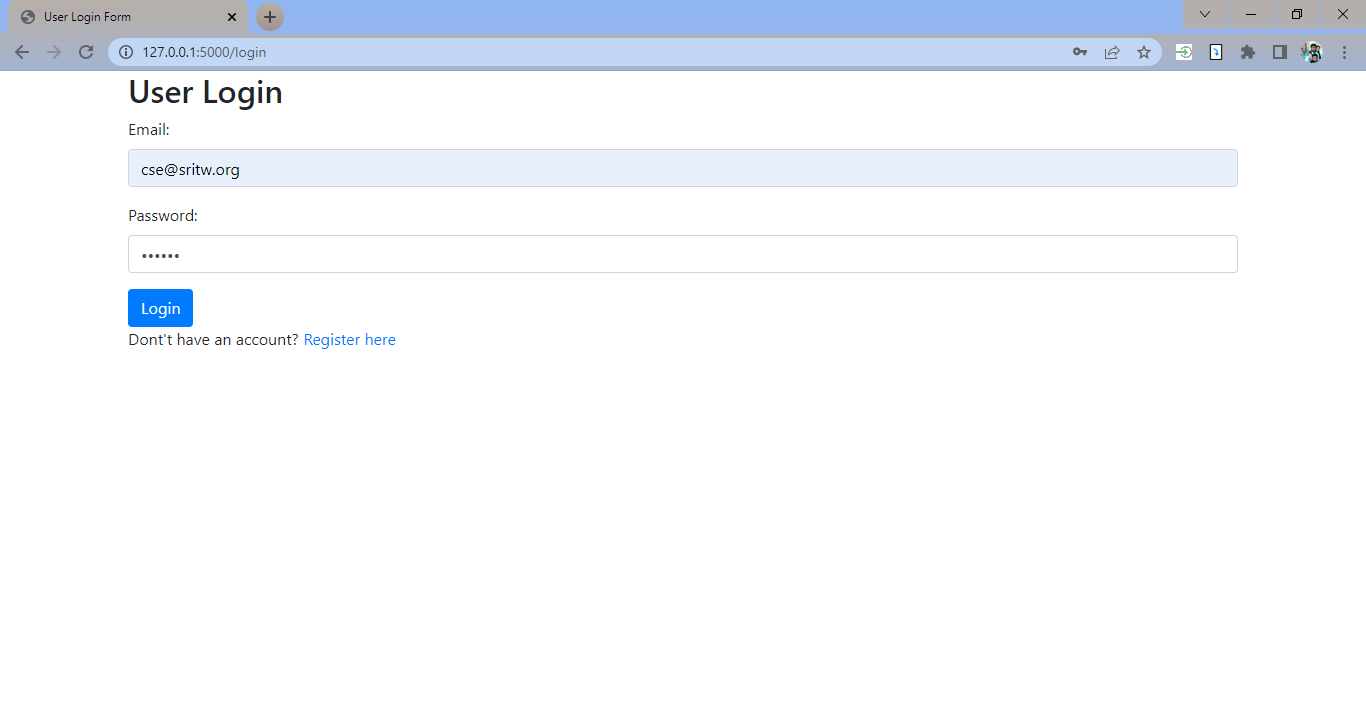 User Login Form
127.0.0.1:5000/login
User Login
Email:
cse@sritw.org
Password:
••••••
Login
Dont't have an account? Register here